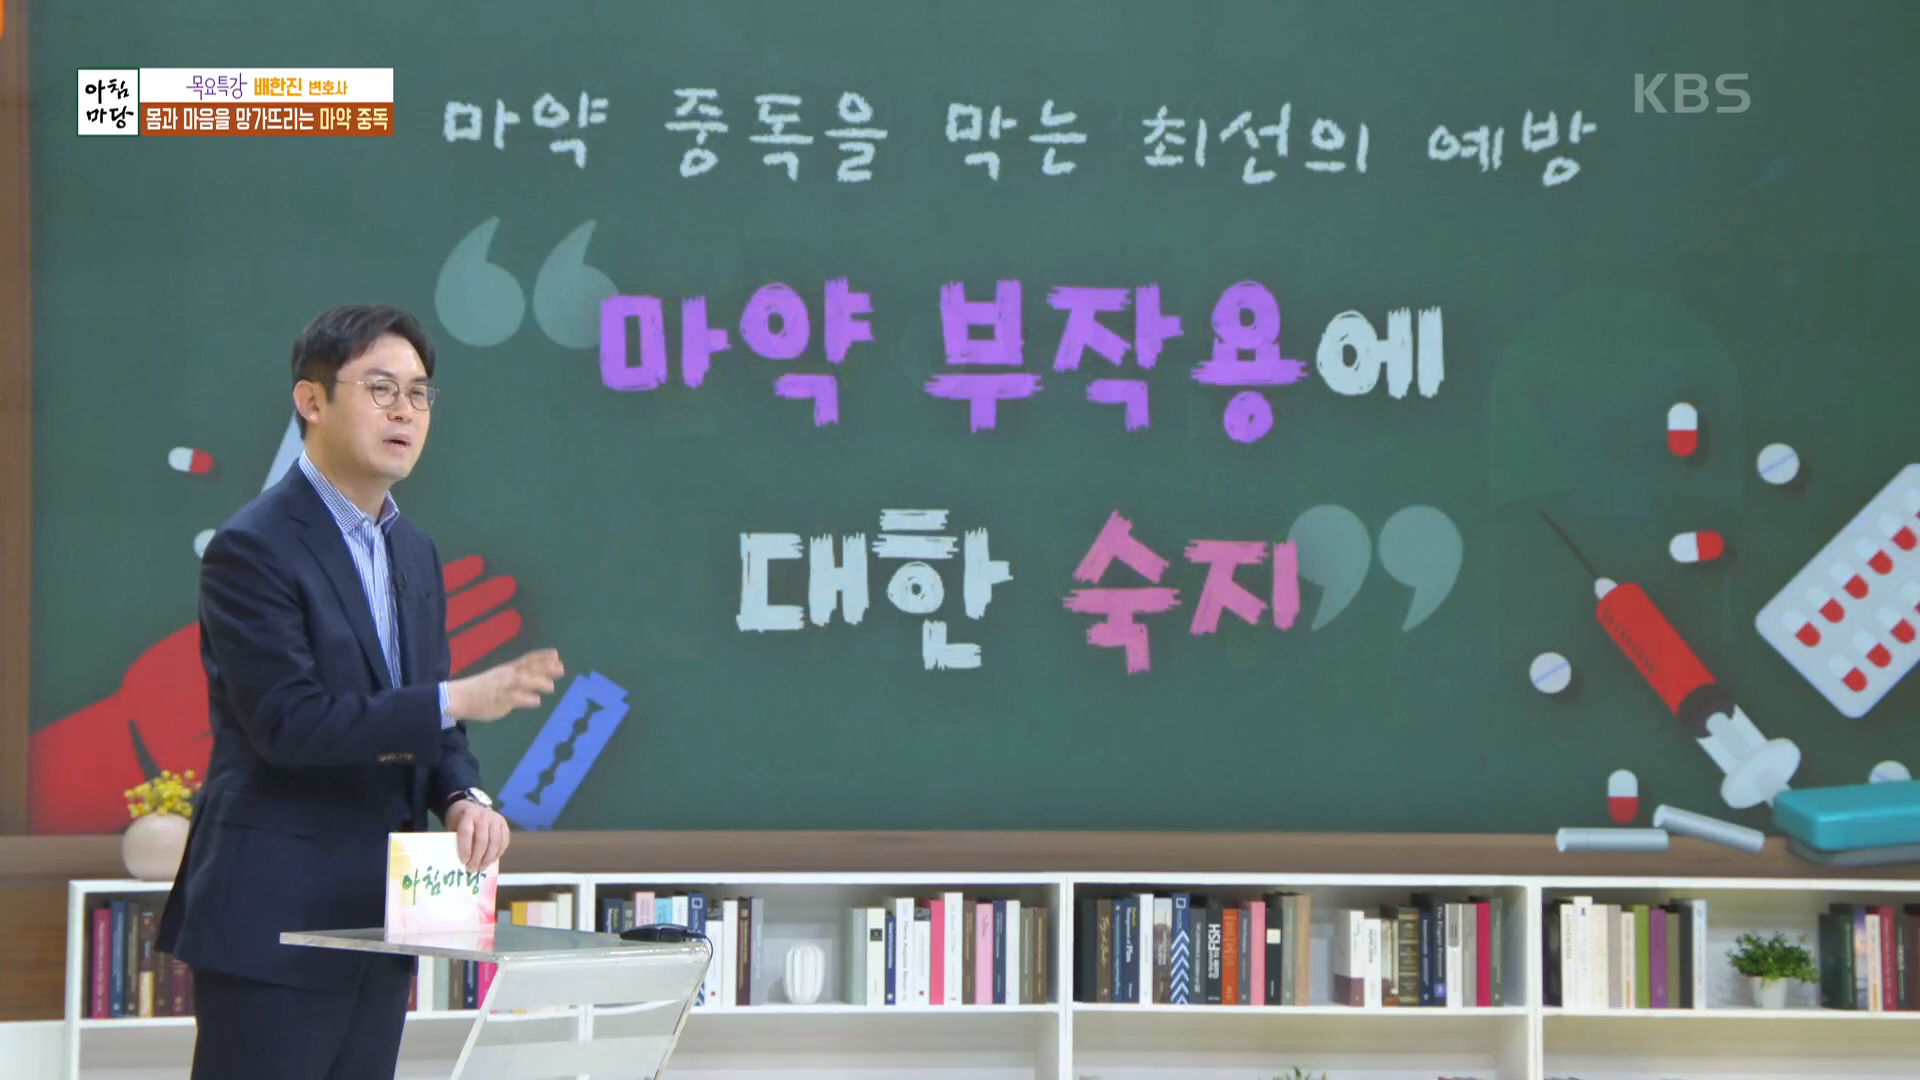 아침
마당
목요특강 배한진 변호사
몸과 마음을 망가뜨리는 마약 중독
KBS
마약 중독을 막는 최선의 예방
“마약 부작용에
대한 숙지”
아침마당